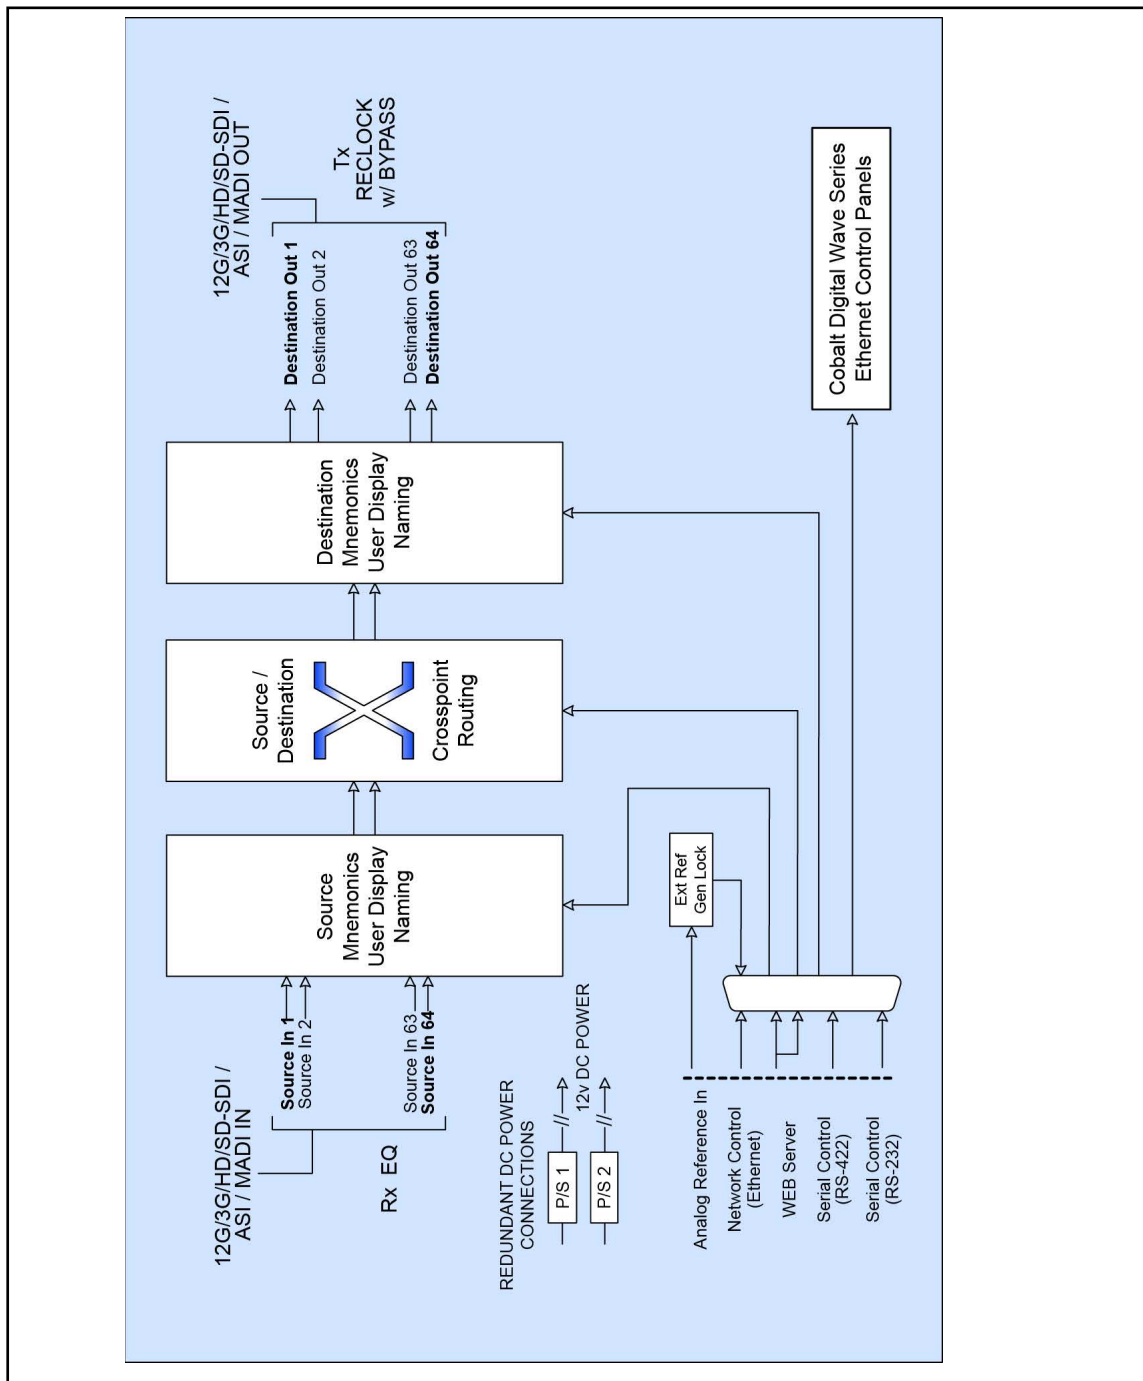 12G/3G/HD/SD-SDI /
ASI / MADI IN
Source In 1
Source In 2
Source In 63
Source In 64
Rx EQ
Source
Mnemonics
User Display
Naming
Source /
Destination
Crosspoint
Routing
Destination
Mnemonics
User Display
Naming
12G/3G/HD/SD-SDI /
ASI / MADI OUT
Destination Out 1
Destination Out 2
Destination Out 63
Destination Out 64
Tx
RECLOCK
w/ BYPASS
REDUNDANT DC POWER
CONNECTIONS
P/S 1
P/S 2
12v DC POWER
Ext Ref
Gen Lock
Analog Reference In
Network Control
(Ethernet)
WEB Server
Serial Control
(RS-422)
Serial Control
(RS-232)
Cobalt Digital Wave Series
Ethernet Control Panels